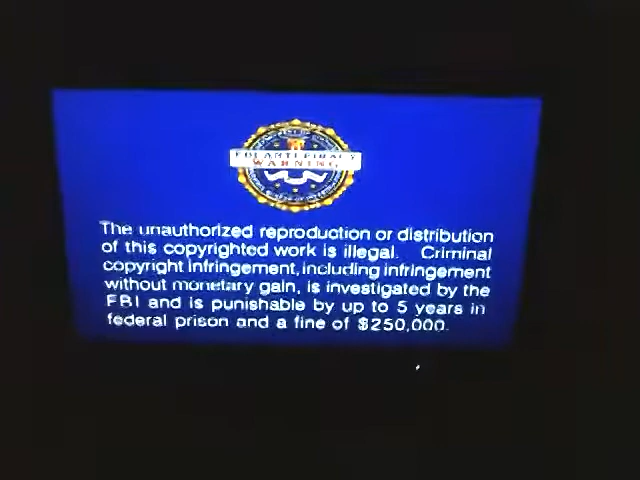 FBI ANTI-PIRACY
WARNING
The unauthorized reproduction or distribution
of this copyrighted work is illegal. Criminal
copyright infringement, including infringement
without monetary gain, is investigated by the
FBI and is punishable by up to 5 years in
federal prison and a fine of $250,000.